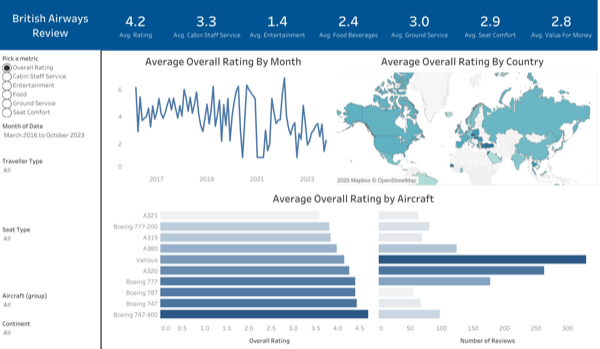 British Airways
Review
4.2
Avg. Rating
3.3
Avg. Cabin Staff Service
1.4
Avg. Entertainment
2.4
Avg. Food Beverages
3.0
Avg. Ground Service
2.9
Avg. Seat Comfort
2.8
Avg. Value For Money
Pick a metric
Overall Rating
Cabin Staff Service
Entertainment
Food
Ground Service
Seat Comfort
Month of Date
March 2016 to October 2023
Traveller Type
All
Seat Type
All
Aircraft (group)
All
Continent
All
Average Overall Rating By Month
6
4
2
0
2017
2019
2021
2023
Average Overall Rating By Country
2025 Mapbox © OpenStreetMap
Average Overall Rating by Aircraft
A321
Boeing 777-200
A319
A380
Various
A320
Boeing 777
Boeing 787
Boeing 747
Boeing 747-400
0.0 0.5 1.0 1.5 2.0 2.5 3.0 3.5 4.0 4.5
Overall Rating
0 50 100 150 200 250 300
Number of Reviews